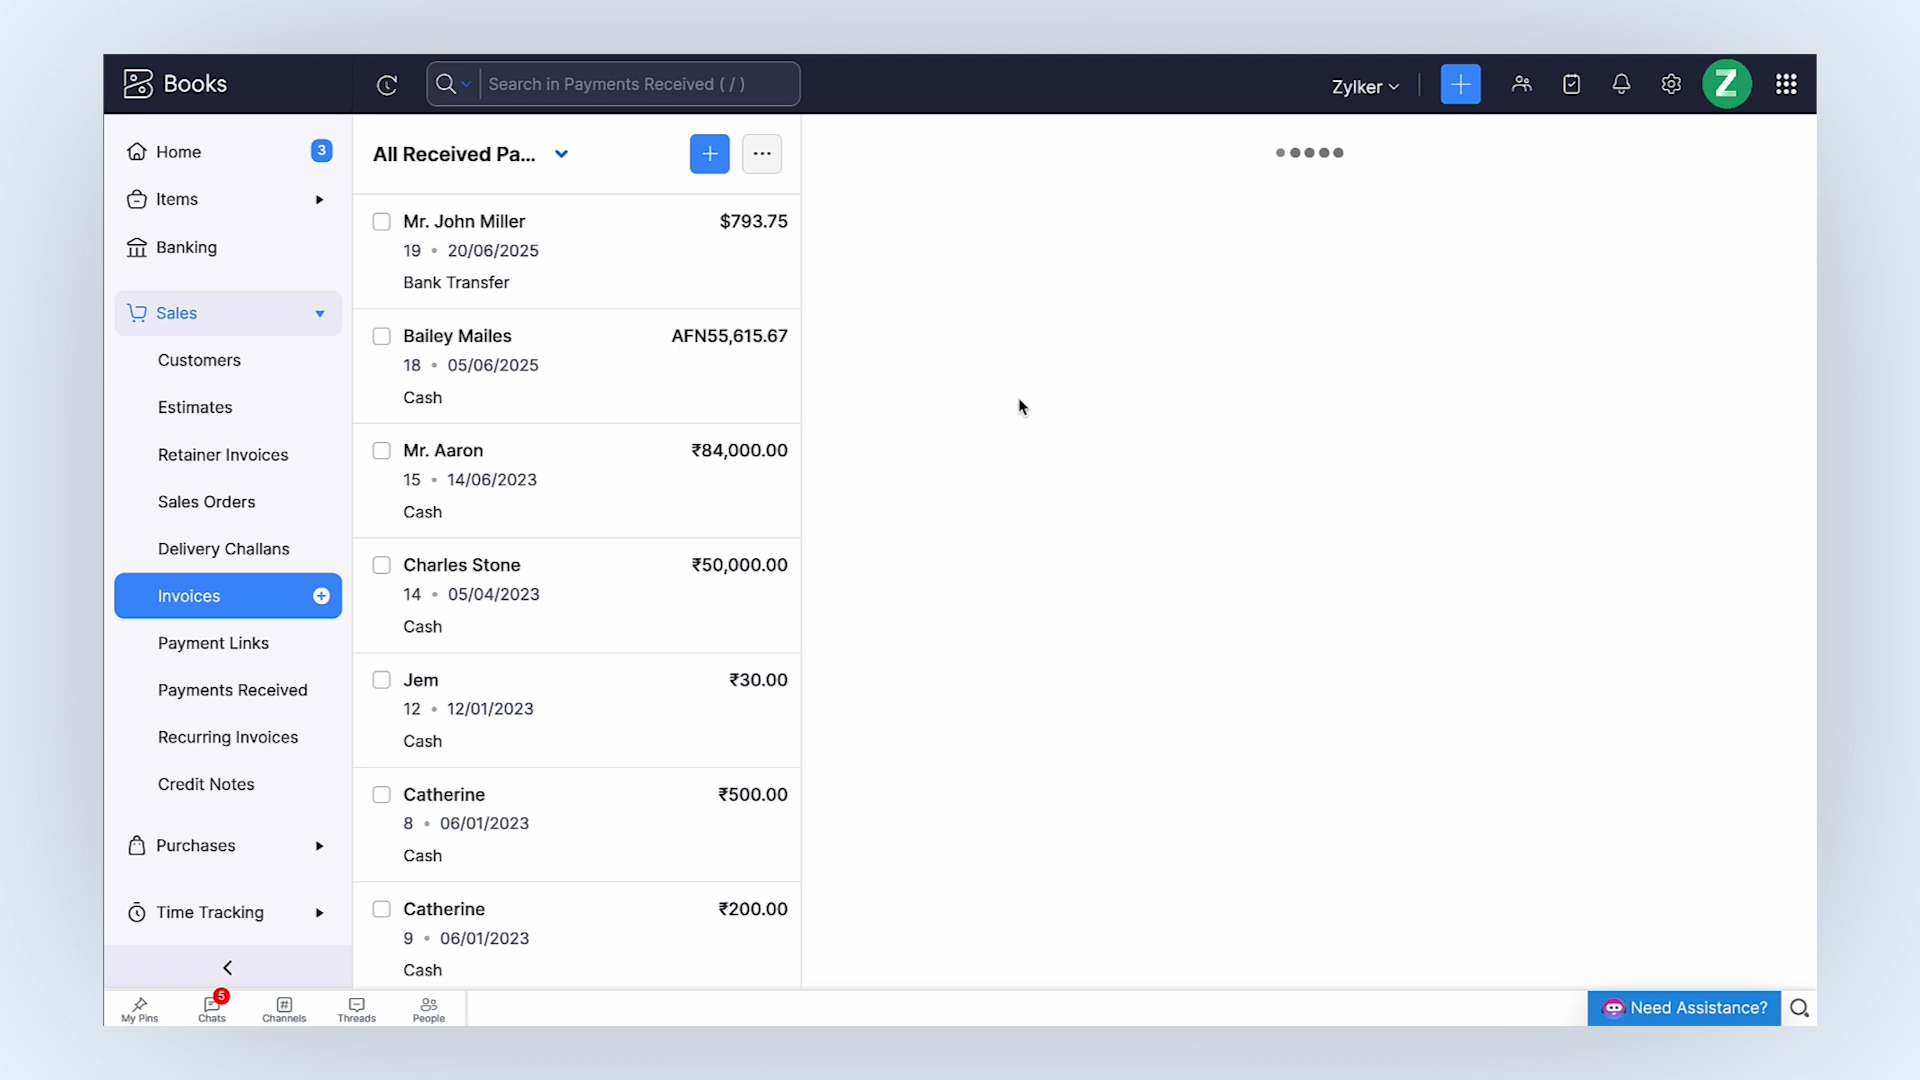 Books
Search in Payments Received ( / )
Zylker
Z
Home
3
Items
Banking
Sales
Customers
Estimates
Retainer Invoices
Sales Orders
Delivery Challans
Invoices
Payment Links
Payments Received
Recurring Invoices
Credit Notes
Purchases
Time Tracking
All Received Pa...
Mr. John Miller $793.75
19 • 20/06/2025
Bank Transfer
Bailey Mailes AFN55,615.67
18 • 05/06/2025
Cash
Mr. Aaron ₹84,000.00
15 • 14/06/2023
Cash
Charles Stone ₹50,000.00
14 • 05/04/2023
Cash
Jem ₹30.00
12 • 12/01/2023
Cash
Catherine ₹500.00
8 • 06/01/2023
Cash
Catherine ₹200.00
9 • 06/01/2023
Cash
My Pins
5
Chats
Channels
Threads
People
Need Assistance?